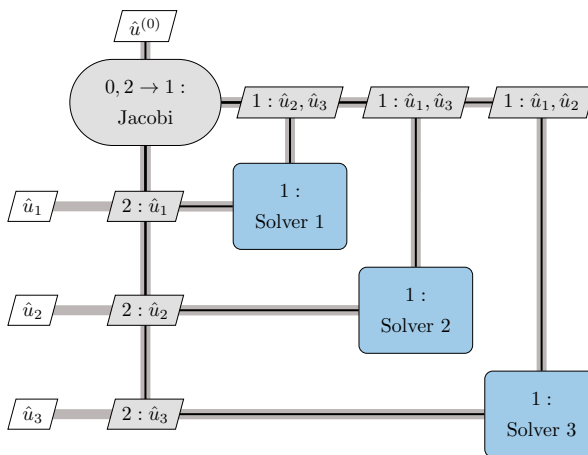 û⁽⁰⁾
0, 2 → 1 :
Jacobi
1 : û₂, û₃
1 : û₁, û₃
1 : û₁, û₂
û₁
2 : û₁
1 :
Solver 1
û₂
2 : û₂
1 :
Solver 2
û₃
2 : û₃
1 :
Solver 3